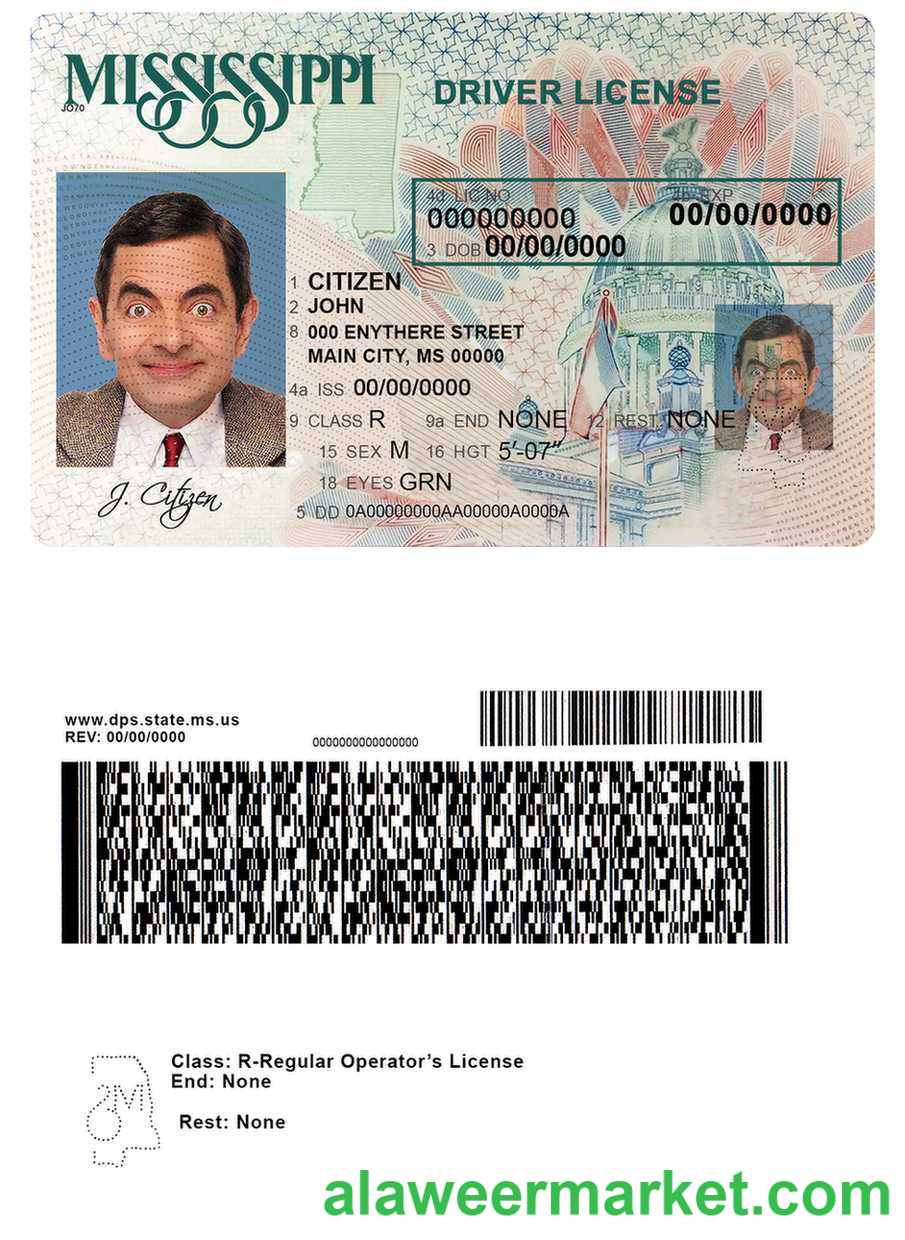 MISSISSIPPI
DRIVER LICENSE
JO70
4d LIC NO
4b EXP
000000000
00/00/0000
3 DOB 00/00/0000
1 CITIZEN
2 JOHN
8 000 ENYTHERE STREET
MAIN CITY, MS 00000
4a ISS 00/00/0000
9 CLASS R 9a END NONE 12 REST NONE
15 SEX M 16 HGT 5'-07"
18 EYES GRN
J. Citizen
5 DD 0A00000000AA00000A0000A
www.dps.state.ms.us
REV: 00/00/0000
0000000000000000
Class: R-Regular Operator's License
End: None
Rest: None
alaweermarket.com